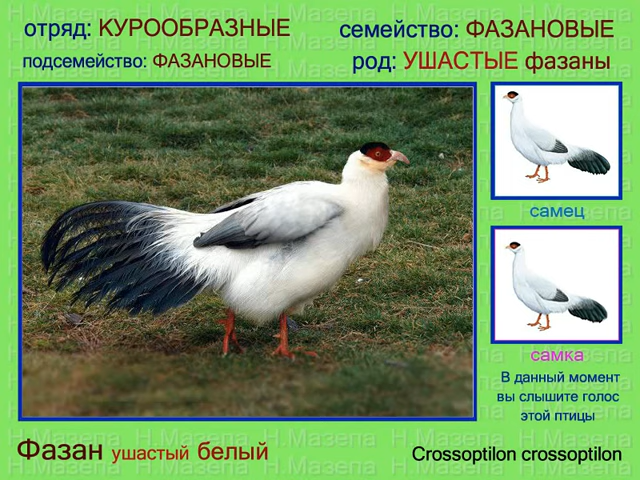 отряд: КУРООБРАЗНЫЕ
семейство: ФАЗАНОВЫЕ
подсемейство: ФАЗАНОВЫЕ
род: УШАСТЫЕ фазаны
самец
самка
В данный момент
вы слышите голос
этой птицы
Фазан ушастый белый
Crossoptilon crossoptilon
Н.Мазепа